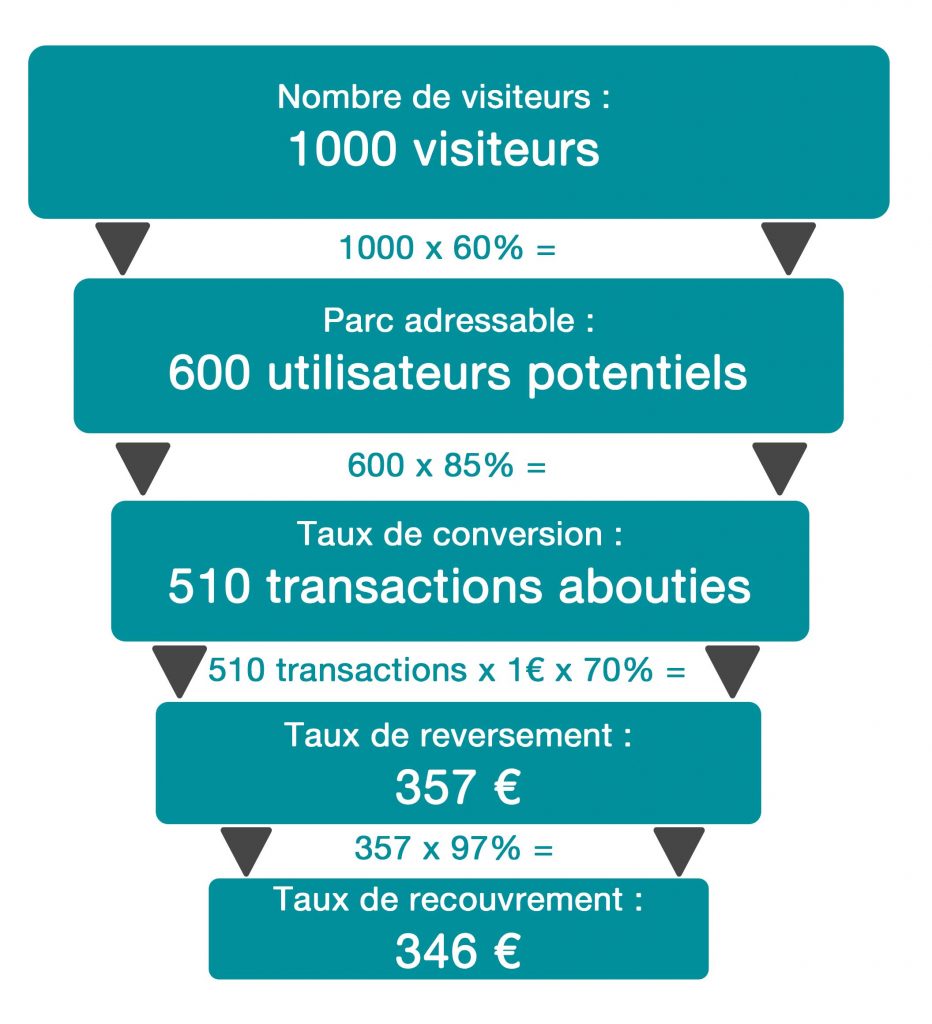 Nombre de visiteurs :
1000 visiteurs
1000 x 60% =
Parc adressable :
600 utilisateurs potentiels
600 x 85% =
Taux de conversion :
510 transactions abouties
510 transactions x 1€ x 70% =
Taux de reversement :
357 €
357 x 97% =
Taux de recouvrement :
346 €